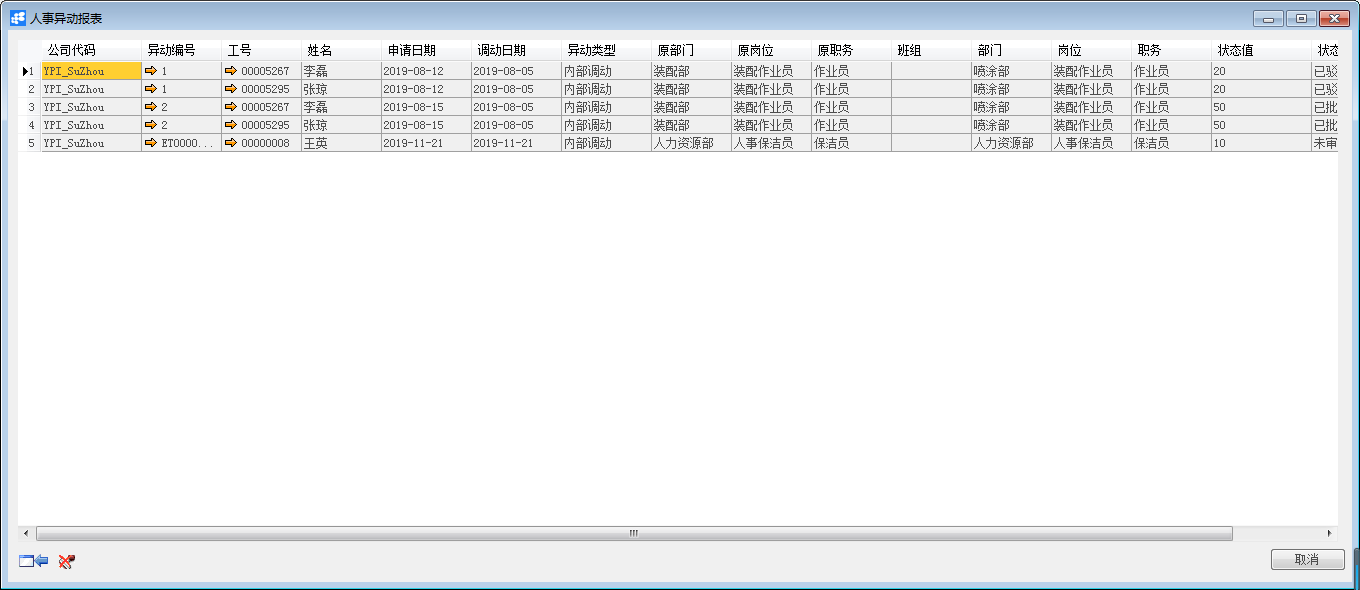 人事异动报表
公司代码 异动编号 工号 姓名 申请日期 调动日期 异动类型 原部门 原岗位 原职务 班组 部门 岗位 职务 状态值 状态
1 YPI_SuZhou 1 00005267 李磊 2019-08-12 2019-08-05 内部调动 装配部 装配作业员 作业员 喷涂部 装配作业员 作业员 20 已驳
2 YPI_SuZhou 1 00005295 张琼 2019-08-12 2019-08-05 内部调动 装配部 装配作业员 作业员 喷涂部 装配作业员 作业员 20 已驳
3 YPI_SuZhou 2 00005267 李磊 2019-08-15 2019-08-05 内部调动 装配部 装配作业员 作业员 喷涂部 装配作业员 作业员 50 已批
4 YPI_SuZhou 2 00005295 张琼 2019-08-15 2019-08-05 内部调动 装配部 装配作业员 作业员 喷涂部 装配作业员 作业员 50 已批
5 YPI_SuZhou ET0000... 00000008 王英 2019-11-21 2019-11-21 内部调动 人力资源部 人事保洁员 保洁员 人力资源部 人事保洁员 保洁员 10 未审
取消